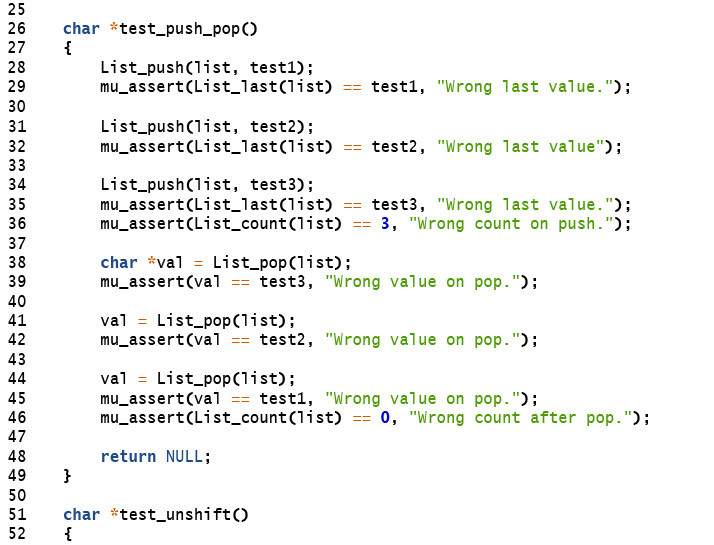 25
26    char *test_push_pop()
27    {
28        List_push(list, test1);
29        mu_assert(List_last(list) == test1, "Wrong last value.");
30
31        List_push(list, test2);
32        mu_assert(List_last(list) == test2, "Wrong last value");
33
34        List_push(list, test3);
35        mu_assert(List_last(list) == test3, "Wrong last value.");
36        mu_assert(List_count(list) == 3, "Wrong count on push.");
37
38        char *val = List_pop(list);
39        mu_assert(val == test3, "Wrong value on pop.");
40
41        val = List_pop(list);
42        mu_assert(val == test2, "Wrong value on pop.");
43
44        val = List_pop(list);
45        mu_assert(val == test1, "Wrong value on pop.");
46        mu_assert(List_count(list) == 0, "Wrong count after pop.");
47
48        return NULL;
49    }
50
51    char *test_unshift()
52    {